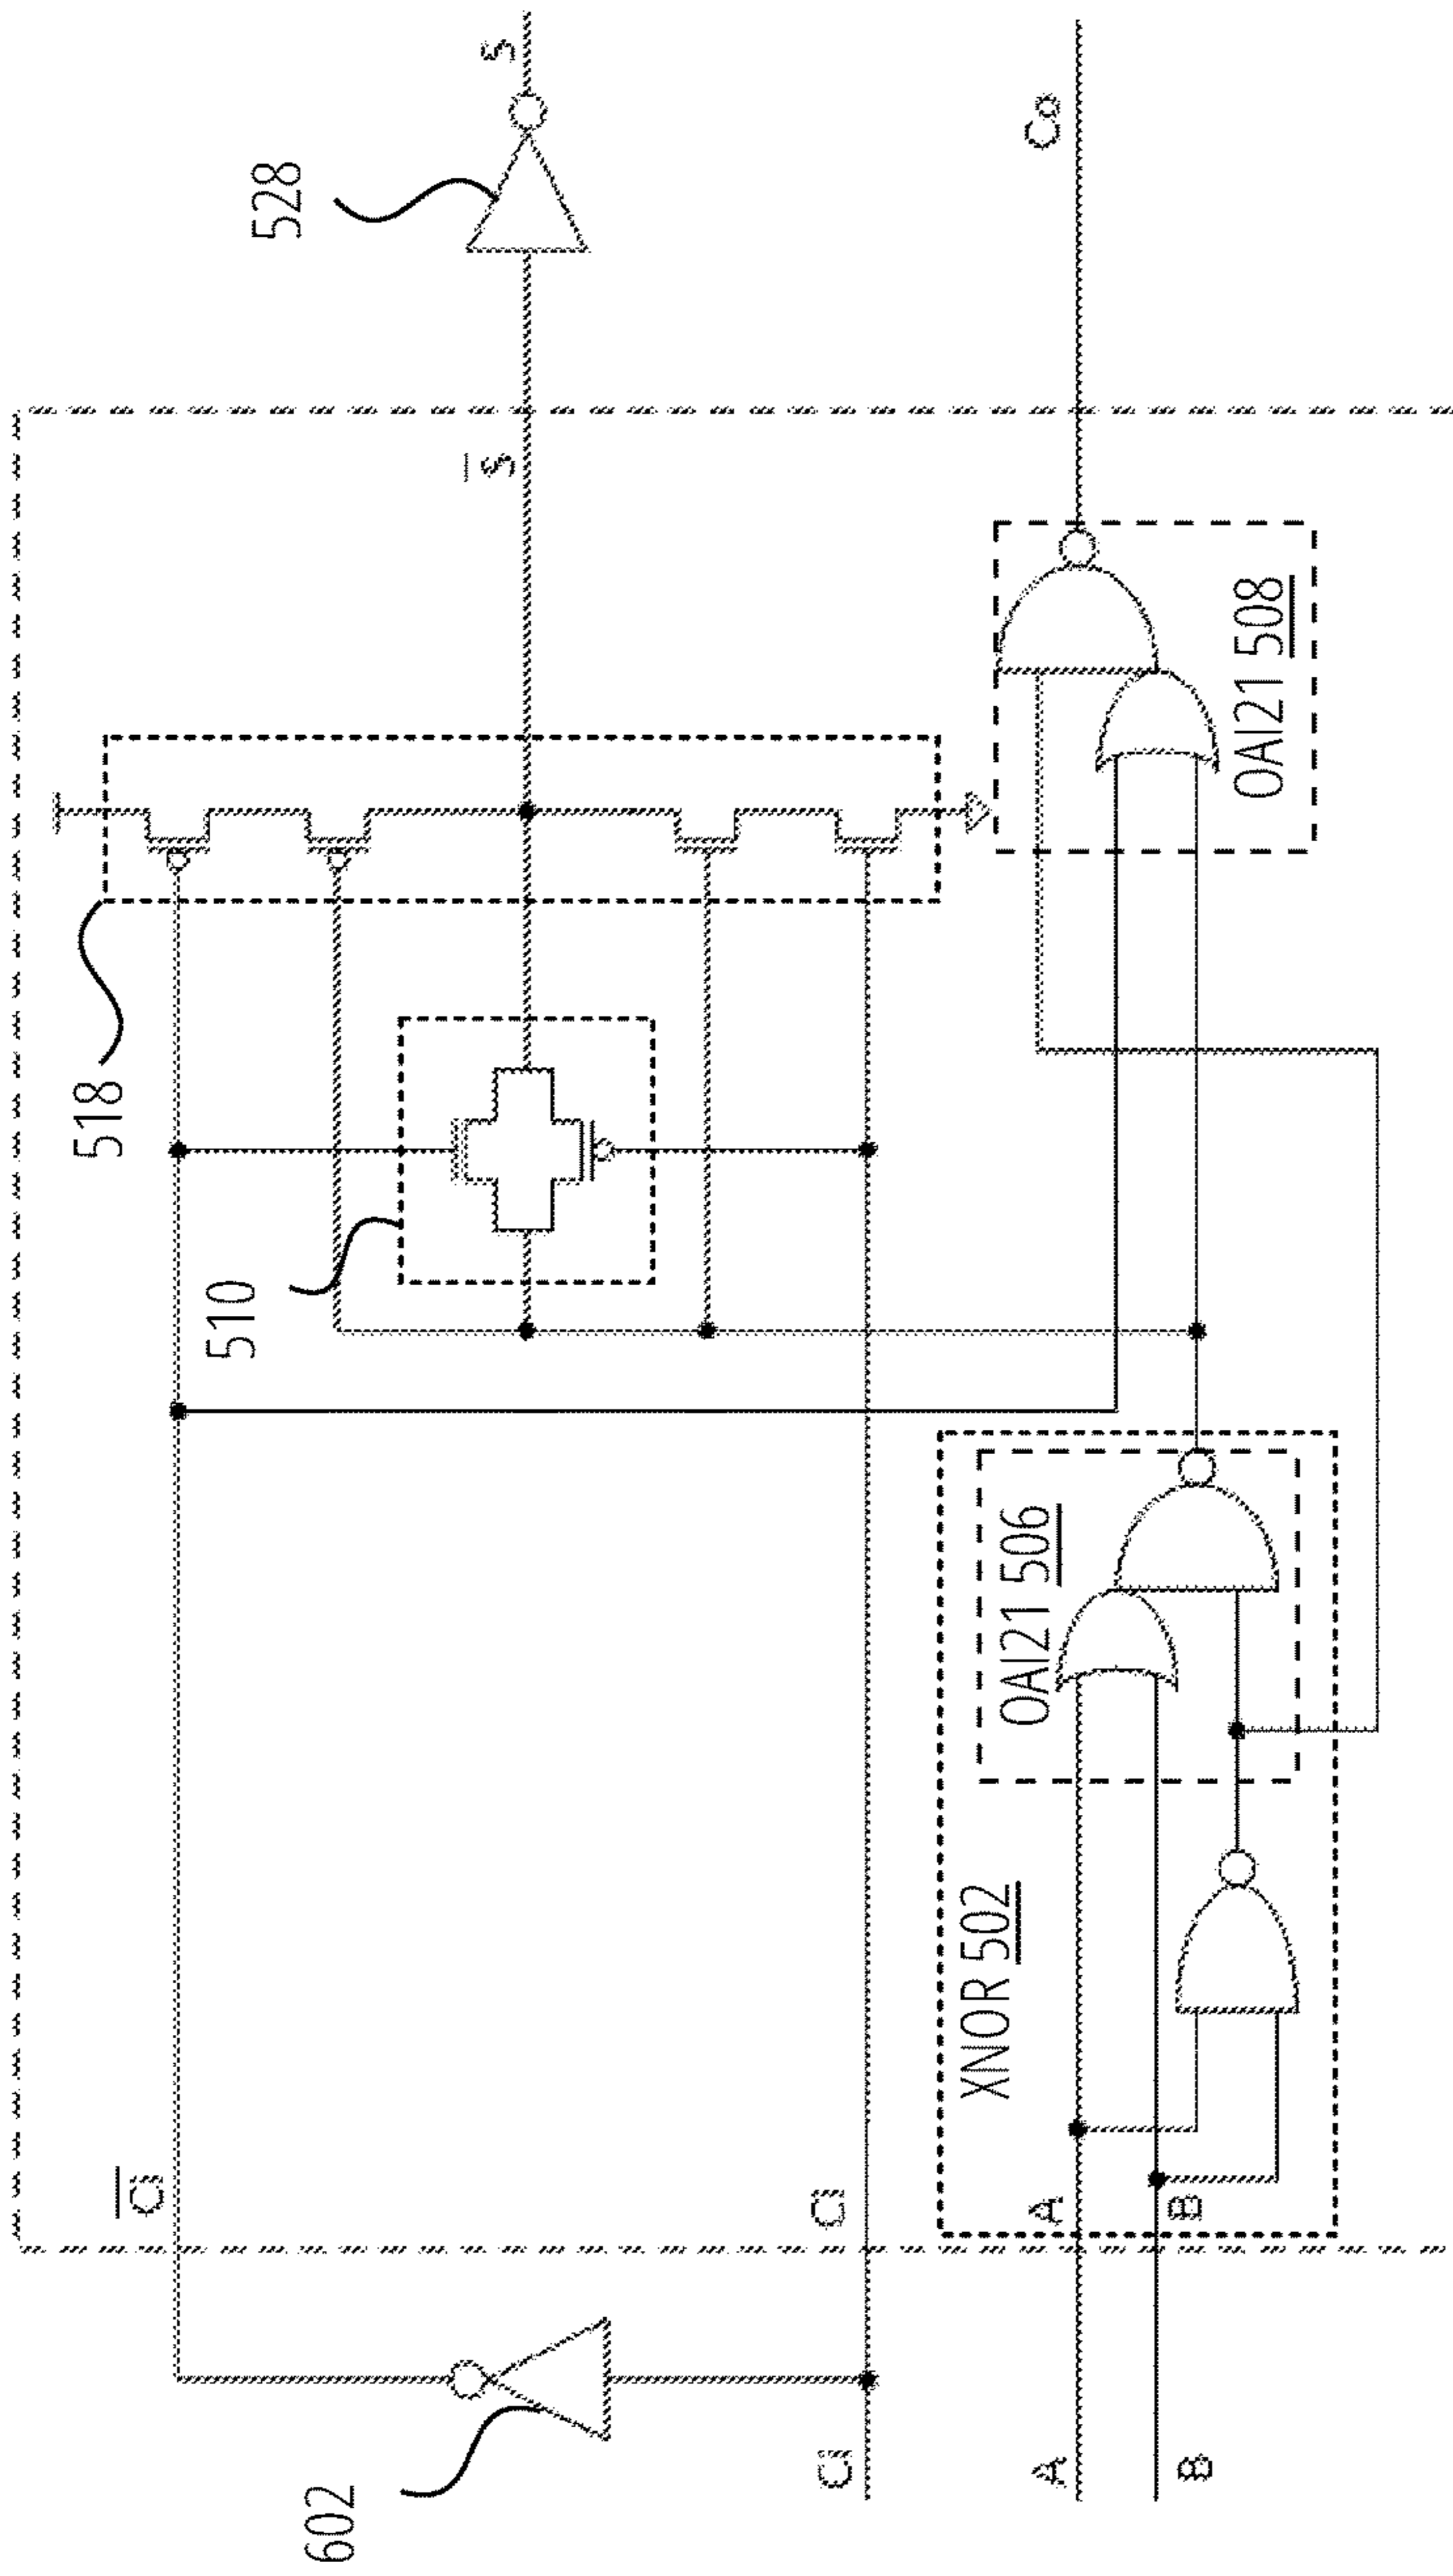 602
Ci
A
B
C̅i̅
Ci
A
B
XNOR 502
OAI21 506
510
518
OAI21 508
S̅
528
S
Co